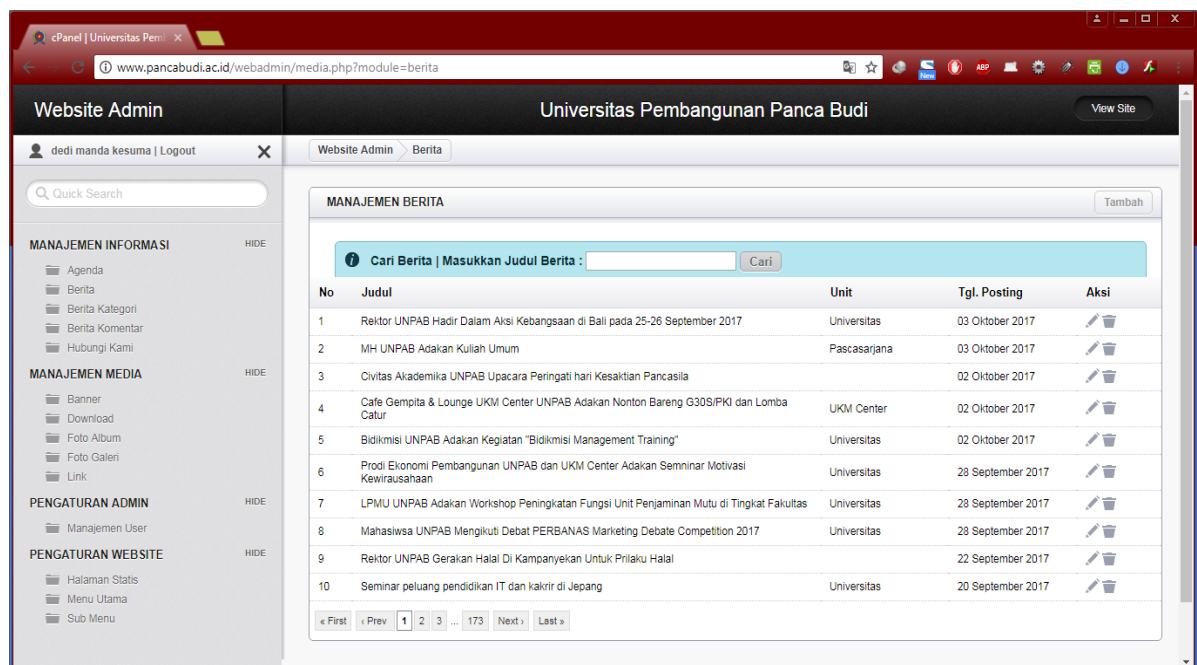 cPanel | Universitas Pem
www.pancabudi.ac.id/webadmin/media.php?module=berita
New
ABP
Website Admin
Universitas Pembangunan Panca Budi
View Site
dedi manda kesuma | Logout
Website Admin
Berita
Quick Search
MANAJEMEN INFORMASI HIDE
Agenda
Berita
Berita Kategori
Berita Komentar
Hubungi Kami
MANAJEMEN MEDIA HIDE
Banner
Download
Foto Album
Foto Galeri
Link
PENGATURAN ADMIN HIDE
Manajemen User
PENGATURAN WEBSITE HIDE
Halaman Statis
Menu Utama
Sub Menu
MANAJEMEN BERITA
Tambah
Cari Berita | Masukkan Judul Berita : Cari
No Judul Unit Tgl. Posting Aksi
1 Rektor UNPAB Hadir Dalam Aksi Kebangsaan di Bali pada 25-26 September 2017 Universitas 03 Oktober 2017
2 MH UNPAB Adakan Kuliah Umum Pascasarjana 03 Oktober 2017
3 Civitas Akademika UNPAB Upacara Peringati hari Kesaktian Pancasila 02 Oktober 2017
4 Cafe Gempita & Lounge UKM Center UNPAB Adakan Nonton Bareng G30S/PKI dan Lomba
Catur UKM Center 02 Oktober 2017
5 Bidikmisi UNPAB Adakan Kegiatan "Bidikmisi Management Training" Universitas 02 Oktober 2017
6 Prodi Ekonomi Pembangunan UNPAB dan UKM Center Adakan Semninar Motivasi
Kewirausahaan Universitas 28 September 2017
7 LPMU UNPAB Adakan Workshop Peningkatan Fungsi Unit Penjaminan Mutu di Tingkat Fakultas Universitas 28 September 2017
8 Mahasiwsa UNPAB Mengikuti Debat PERBANAS Marketing Debate Competition 2017 Universitas 28 September 2017
9 Rektor UNPAB Gerakan Halal Di Kampanyekan Untuk Prilaku Halal 22 September 2017
10 Seminar peluang pendidikan IT dan kakrir di Jepang Universitas 20 September 2017
« First ‹ Prev 1 2 3 ... 173 Next › Last »